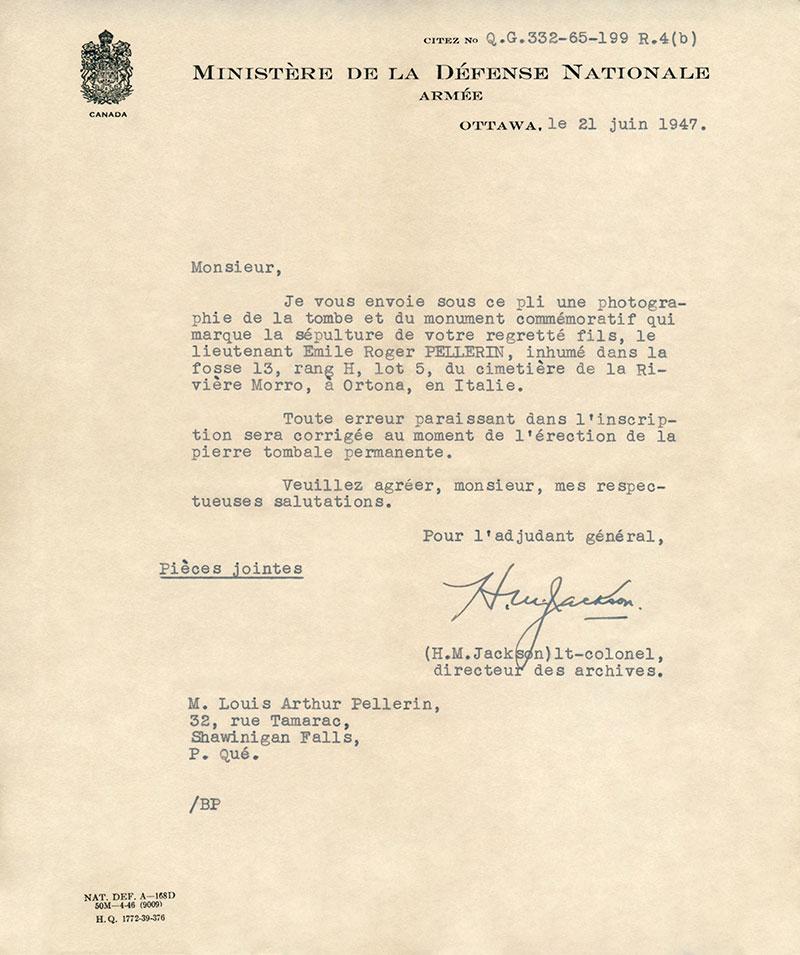 CITEZ No Q.G.332-65-199 R.4(b)
MINISTÈRE DE LA DÉFENSE NATIONALE
ARMÉE
CANADA
OTTAWA, le 21 juin 1947.
Monsieur,
Je vous envoie sous ce pli une photogra-
phie de la tombe et du monument commémoratif qui
marque la sépulture de votre regretté fils, le
lieutenant Emile Roger PELLERIN, inhumé dans la
fosse 13, rang H, lot 5, du cimetière de la Ri-
vière Morro, à Ortona, en Italie.
Toute erreur paraissant dans l'inscrip-
tion sera corrigée au moment de l'érection de la
pierre tombale permanente.
Veuillez agréer, monsieur, mes respec-
tueuses salutations.
Pour l'adjudant général,
Pièces jointes
H.M.Jackson.
(H.M.Jackson)lt-colonel,
directeur des archives.
M. Louis Arthur Pellerin,
32, rue Tamarac,
Shawinigan Falls,
P. Qué.
/BP
NAT. DEF. A—168D
50M—4-46 (9009)
H.Q. 1772-39-376